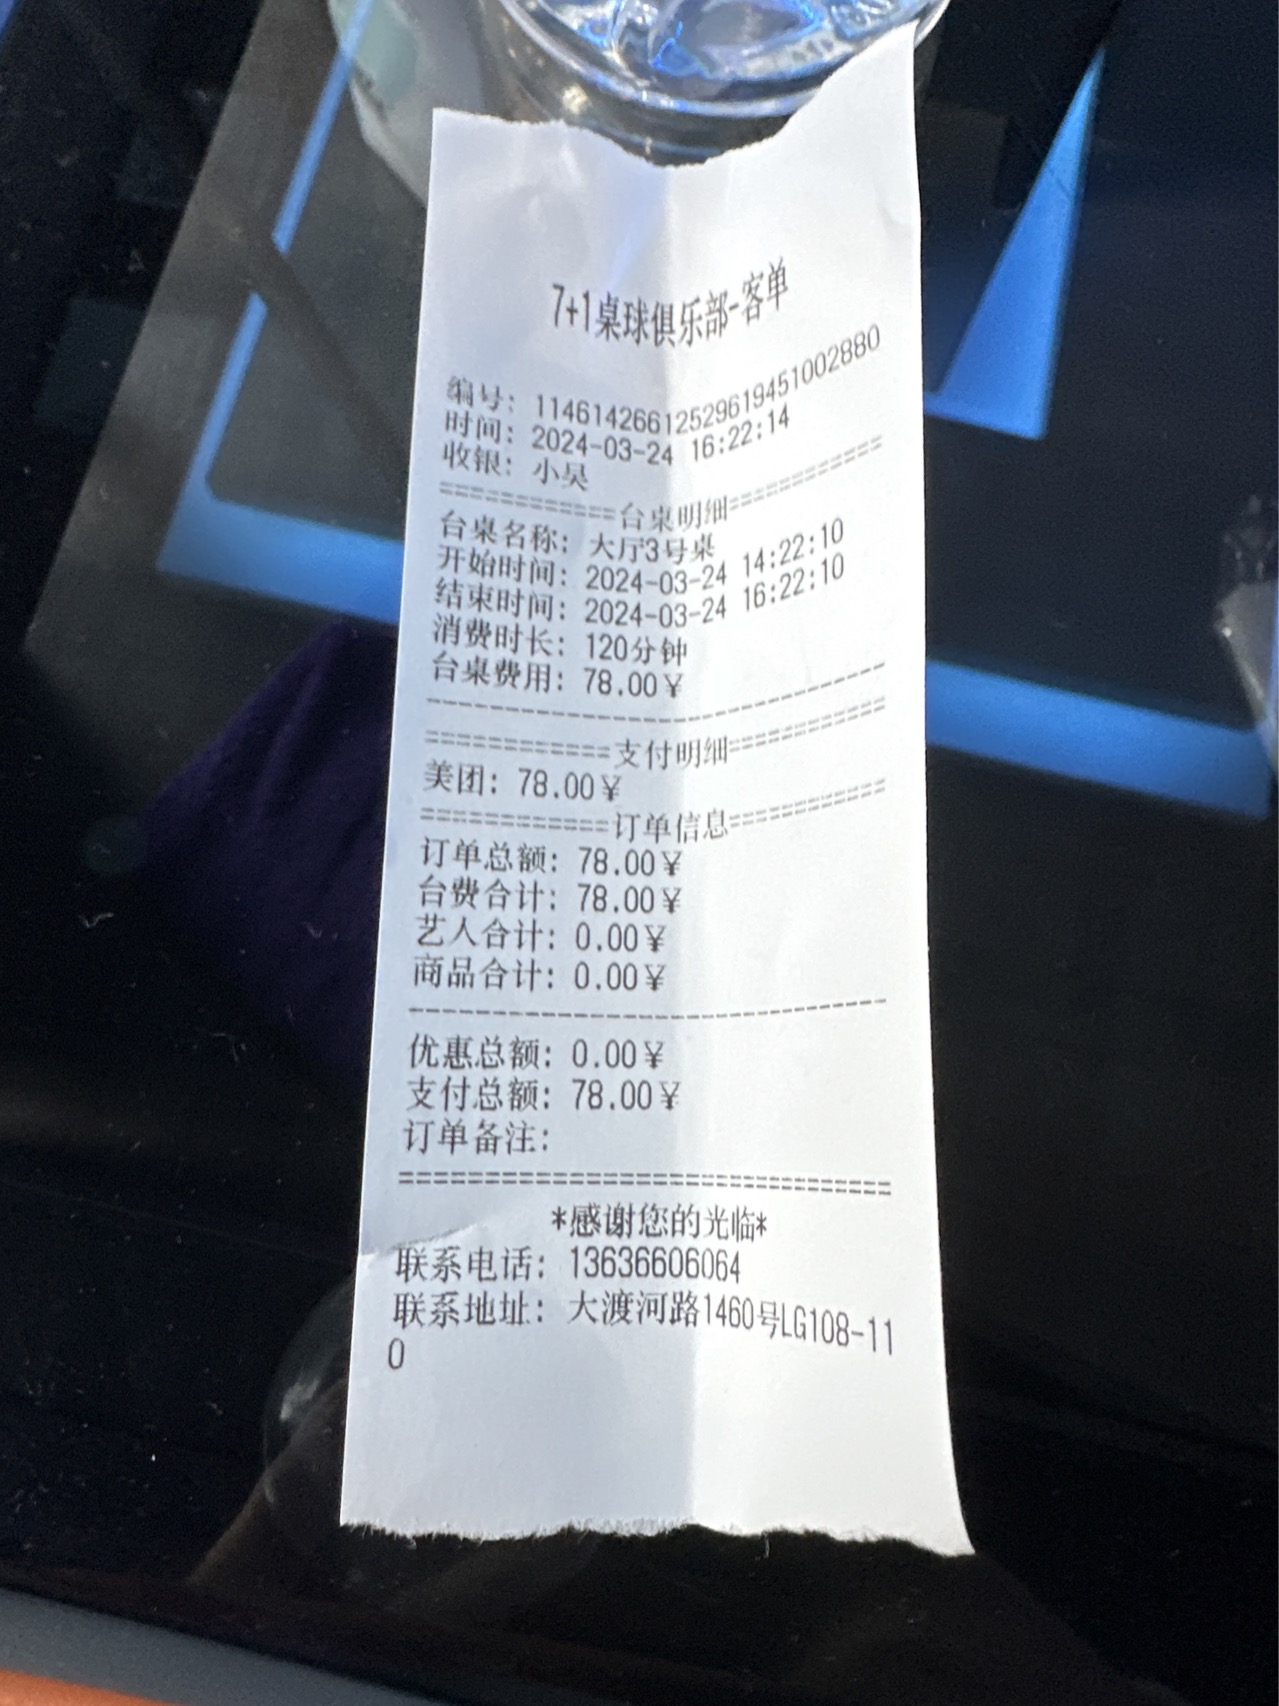 7+1桌球俱乐部-客单
编号: 11461426612529619451002880
时间: 2024-03-24 16:22:14
收银: 小吴
===========台桌明细==========
台桌名称: 大厅3号桌
开始时间: 2024-03-24 14:22:10
结束时间: 2024-03-24 16:22:10
消费时长: 120分钟
台桌费用: 78.00¥
--------------------------------
===========支付明细==========
美团: 78.00¥
===========订单信息==========
订单总额: 78.00¥
台费合计: 78.00¥
艺人合计: 0.00¥
商品合计: 0.00¥
--------------------------------
优惠总额: 0.00¥
支付总额: 78.00¥
订单备注:
================================
*感谢您的光临*
联系电话: 13636606064
联系地址: 大渡河路1460号LG108-11
0